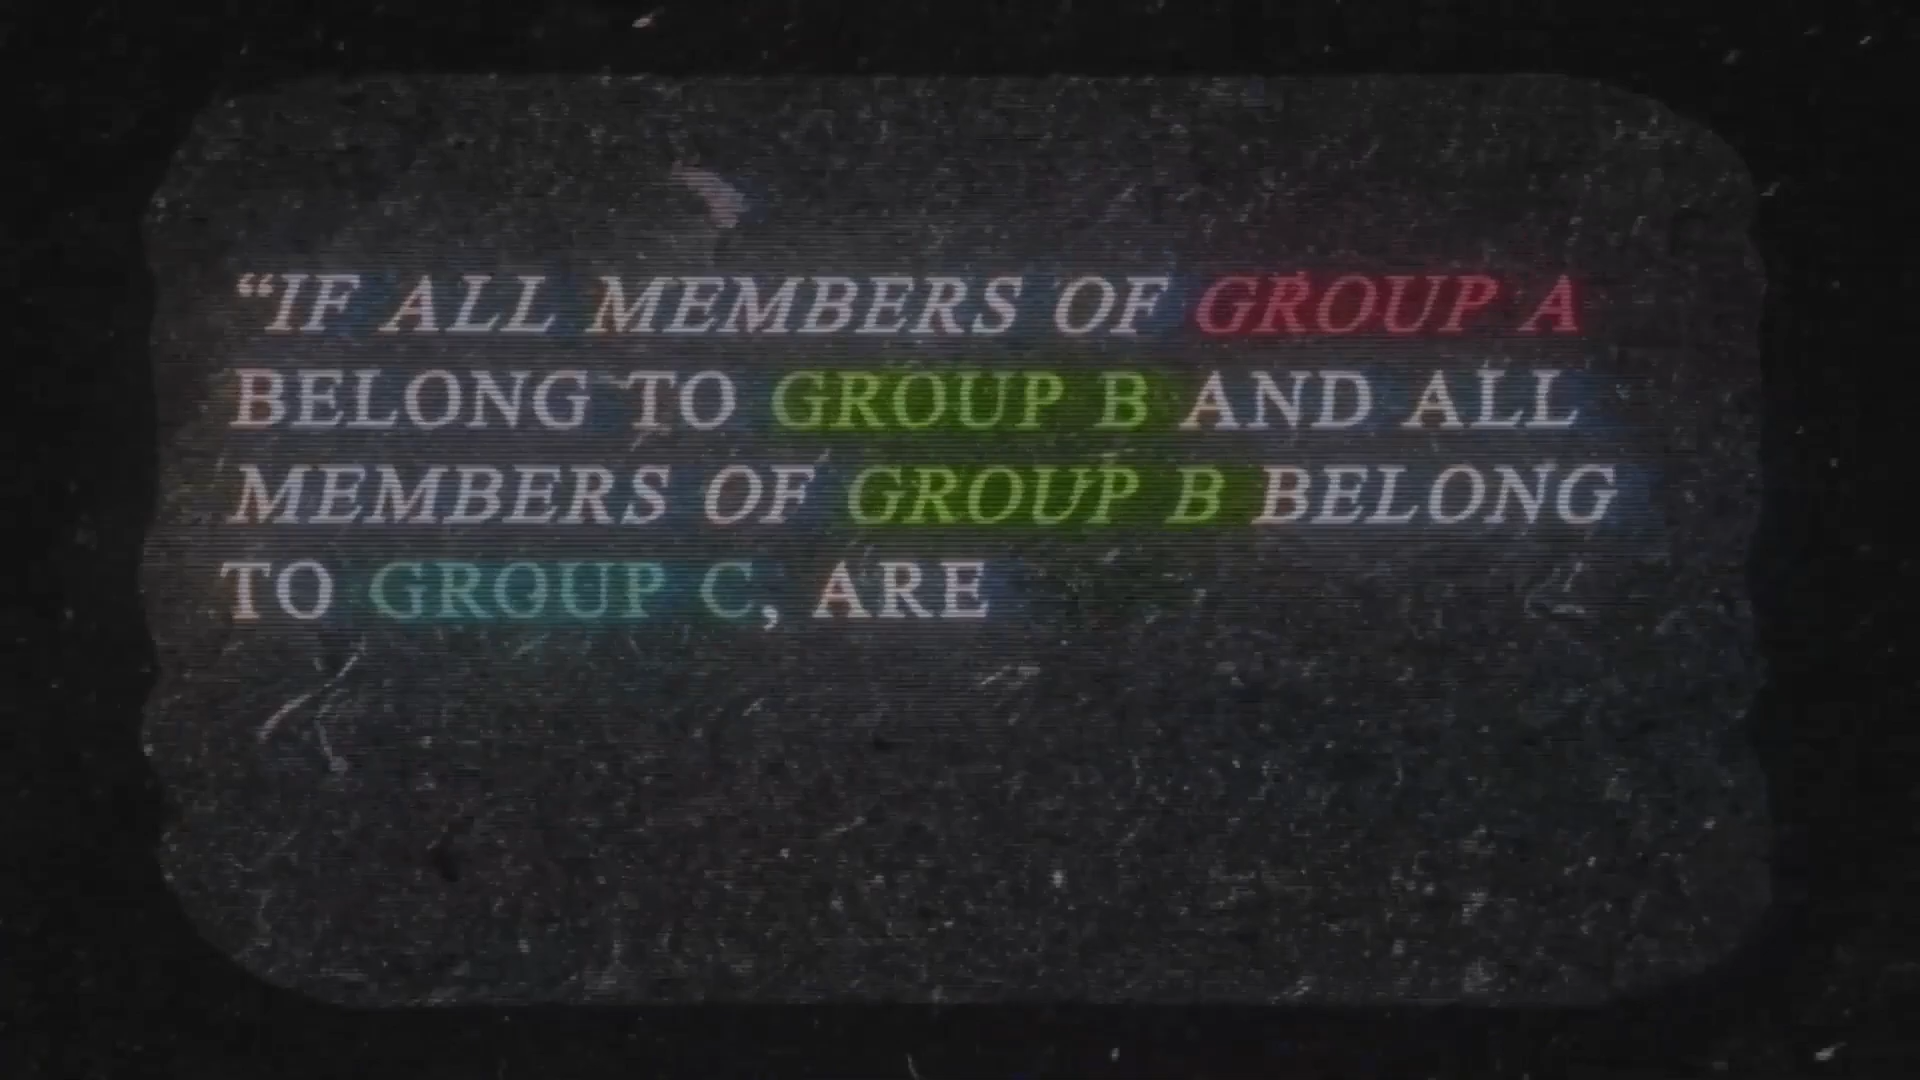 “IF ALL MEMBERS OF GROUP A
BELONG TO GROUP B AND ALL
MEMBERS OF GROUP B BELONG
TO GROUP C, ARE